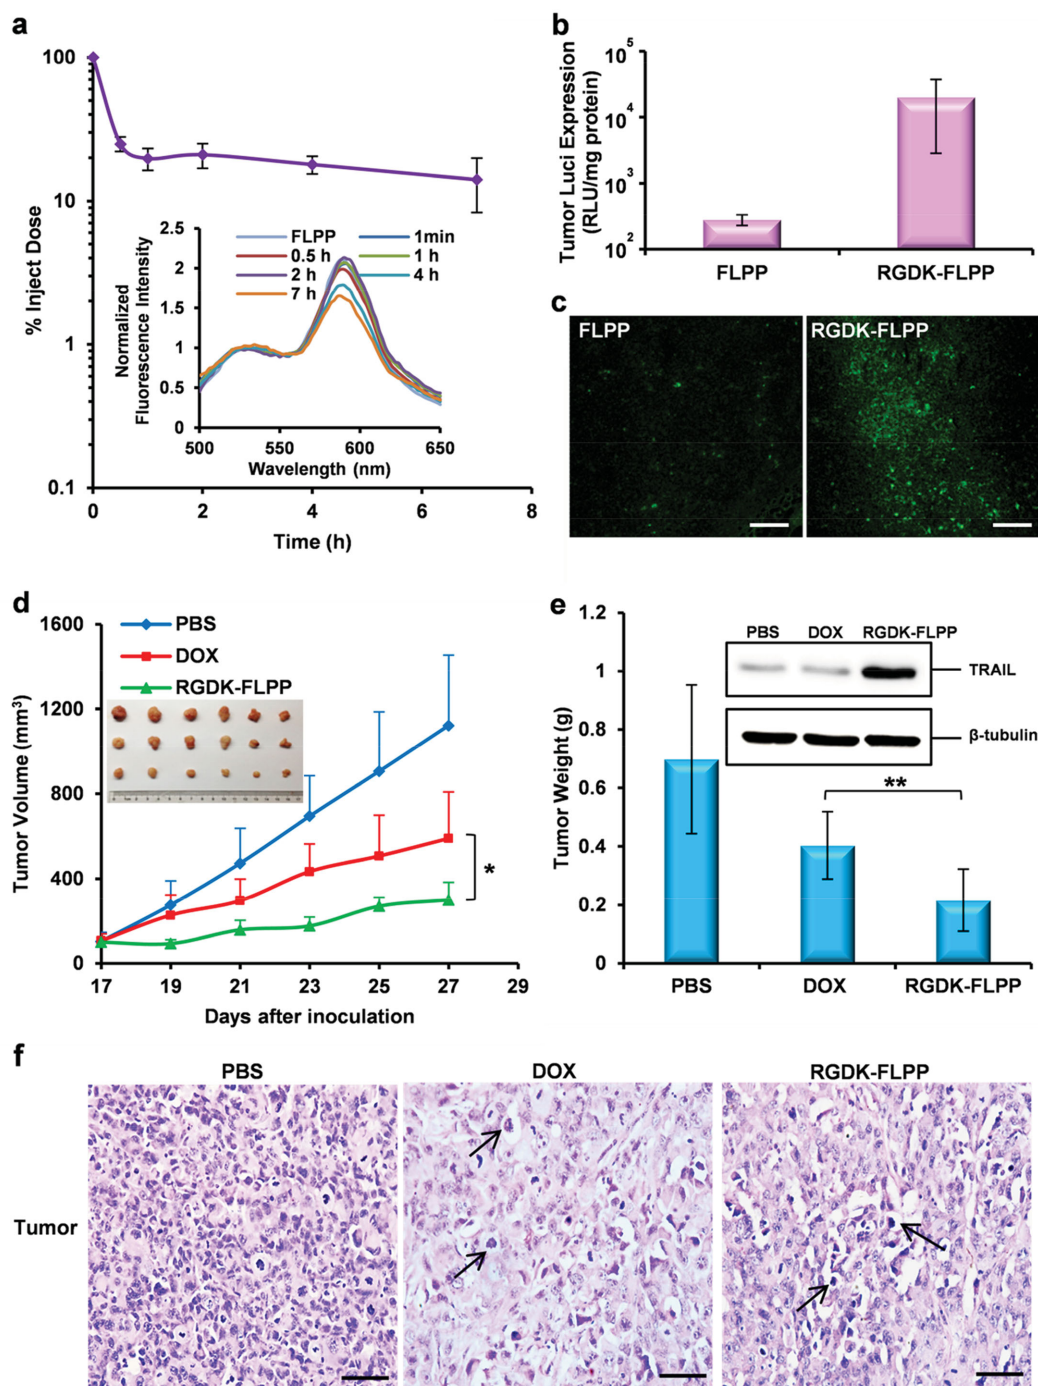 a
100
10
1
0.1
% Inject Dose
0
2
4
6
8
Time (h)
2.5
2
1.5
1
0.5
0
Normalized
Fluorescence Intensity
FLPP
1min
0.5 h
1 h
2 h
4 h
7 h
500
550
600
650
Wavelength (nm)
b
Tumor Luci Expression
(RLU/mg protein)
10^5
10^4
10^3
10^2
FLPP
RGDK-FLPP
c
FLPP
RGDK-FLPP
d
Tumor Volume (mm³)
1600
1200
800
400
0
PBS
DOX
RGDK-FLPP
*
17
19
21
23
25
27
29
Days after inoculation
e
Tumor Weight (g)
1.2
1
0.8
0.6
0.4
0.2
0
PBS
DOX
RGDK-FLPP
TRAIL
β-tubulin
**
PBS
DOX
RGDK-FLPP
f
PBS
DOX
RGDK-FLPP
Tumor